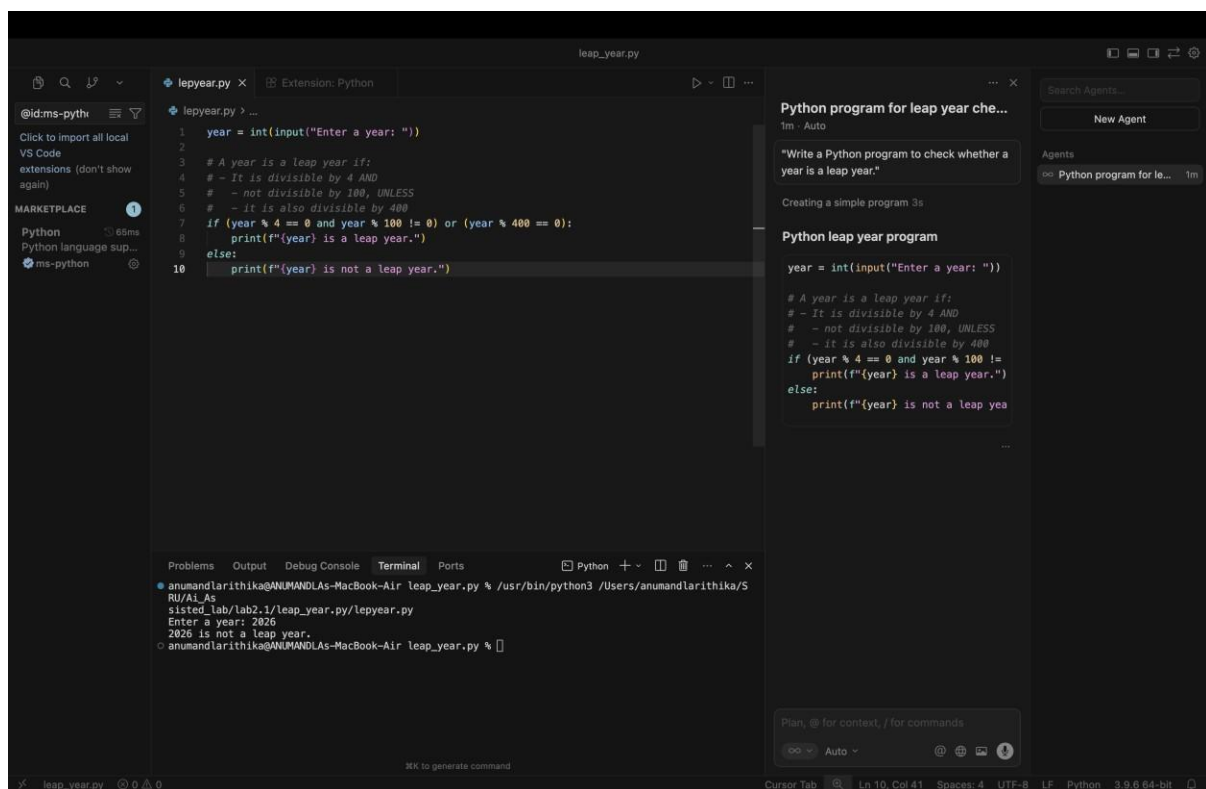 leap_year.py
@id:ms-pythc
Click to import all local
VS Code
extensions (don't show
again)
MARKETPLACE 1
Python 66ms
Python language sup...
ms-python
lepyear.py Extension: Python
lepyear.py > ...
1 year = int(input("Enter a year: "))
2
3 # A year is a leap year if:
4 # - It is divisible by 4 AND
5 #   - not divisible by 100, UNLESS
6 #   - it is also divisible by 400
7 if (year % 4 == 0 and year % 100 != 0) or (year % 400 == 0):
8     print(f"{year} is a leap year.")
9 else:
10     print(f"{year} is not a leap year.")
Problems Output Debug Console Terminal Ports Python
anumandlarithika@ANUMANDLAs-MacBook-Air leap_year.py % /usr/bin/python3 /Users/anumandlarithika/S
RU/Ai_As
sisted_lab/lab2.1/leap_year.py/lepyear.py
Enter a year: 2026
2026 is not a leap year.
anumandlarithika@ANUMANDLAs-MacBook-Air leap_year.py %
⌘K to generate command
Python program for leap year che...
1m · Auto
"Write a Python program to check whether a
year is a leap year."
Creating a simple program 3s
Python leap year program
year = int(input("Enter a year: "))
# A year is a leap year if:
# - It is divisible by 4 AND
#   - not divisible by 100, UNLESS
#   - it is also divisible by 400
if (year % 4 == 0 and year % 100 !=
    print(f"{year} is a leap year.")
else:
    print(f"{year} is not a leap yea
...
Plan, @ for context, / for commands
Auto
Search Agents...
New Agent
Agents
Python program for le... 1m
leap_year.py 0 0
Cursor Tab Ln 10, Col 41 Spaces: 4 UTF-8 LF Python 3.9.6 64-bit